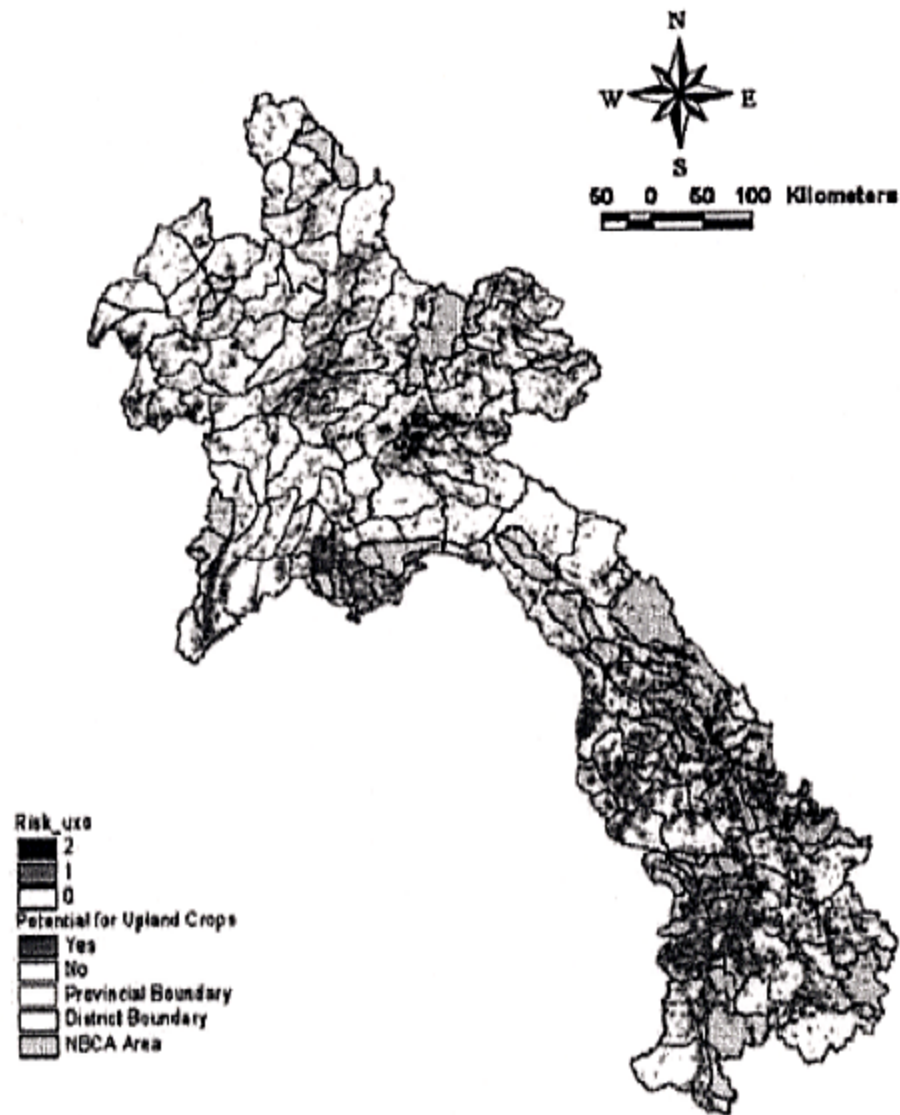 N
W E
S
50 0 50 100 Kilometers
Risk_uxo
2
1
0
Potential for Upland Crops
Yes
No
Provincial Boundary
District Boundary
NBCA Area